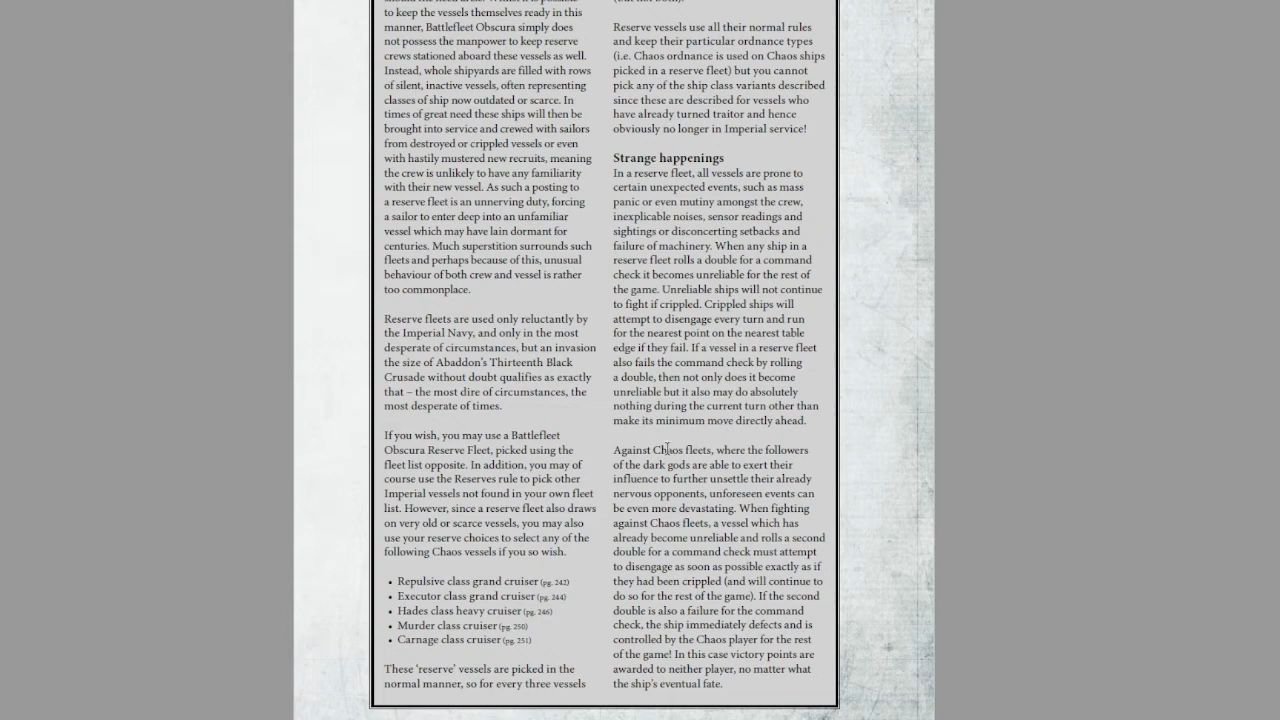 to keep the vessels themselves ready in this
manner, Battlefleet Obscura simply does
not possess the manpower to keep reserve
crews stationed aboard these vessels as well.
Instead, whole shipyards are filled with rows
of silent, inactive vessels, often representing
classes of ship now outdated or scarce. In
times of great need these ships will then be
brought into service and crewed with sailors
from destroyed or crippled vessels or even
with hastily mustered new recruits, meaning
the crew is unlikely to have any familiarity
with their new vessel. As such a posting to
a reserve fleet is an unnerving duty, forcing
a sailor to enter deep into an unfamiliar
vessel which may have lain dormant for
centuries. Much superstition surrounds such
fleets and perhaps because of this, unusual
behaviour of both crew and vessel is rather
too commonplace.
Reserve fleets are used only reluctantly by
the Imperial Navy, and only in the most
desperate of circumstances, but an invasion
the size of Abaddon's Thirteenth Black
Crusade without doubt qualifies as exactly
that – the most dire of circumstances, the
most desperate of times.
If you wish, you may use a Battlefleet
Obscura Reserve Fleet, picked using the
fleet list opposite. In addition, you may of
course use the Reserves rule to pick other
Imperial vessels not found in your own fleet
list. However, since a reserve fleet also draws
on very old or scarce vessels, you may also
use your reserve choices to select any of the
following Chaos vessels if you so wish.
• Repulsive class grand cruiser (pg. 242)
• Executor class grand cruiser (pg. 244)
• Hades class heavy cruiser (pg. 246)
• Murder class cruiser (pg. 250)
• Carnage class cruiser (pg. 251)
These ‘reserve’ vessels are picked in the
normal manner, so for every three vessels
Reserve vessels use all their normal rules
and keep their particular ordnance types
(i.e. Chaos ordnance is used on Chaos ships
picked in a reserve fleet) but you cannot
pick any of the ship class variants described
since these are described for vessels who
have already turned traitor and hence
obviously no longer in Imperial service!
Strange happenings
In a reserve fleet, all vessels are prone to
certain unexpected events, such as mass
panic or even mutiny amongst the crew,
inexplicable noises, sensor readings and
sightings or disconcerting setbacks and
failure of machinery. When any ship in a
reserve fleet rolls a double for a command
check it becomes unreliable for the rest of
the game. Unreliable ships will not continue
to fight if crippled. Crippled ships will
attempt to disengage every turn and run
for the nearest point on the nearest table
edge if they fail. If a vessel in a reserve fleet
also fails the command check by rolling
a double, then not only does it become
unreliable but it also may do absolutely
nothing during the current turn other than
make its minimum move directly ahead.
Against Chaos fleets, where the followers
of the dark gods are able to exert their
influence to further unsettle their already
nervous opponents, unforeseen events can
be even more devastating. When fighting
against Chaos fleets, a vessel which has
already become unreliable and rolls a second
double for a command check must attempt
to disengage as soon as possible exactly as if
they had been crippled (and will continue to
do so for the rest of the game). If the second
double is also a failure for the command
check, the ship immediately defects and is
controlled by the Chaos player for the rest
of the game! In this case victory points are
awarded to neither player, no matter what
the ship's eventual fate.